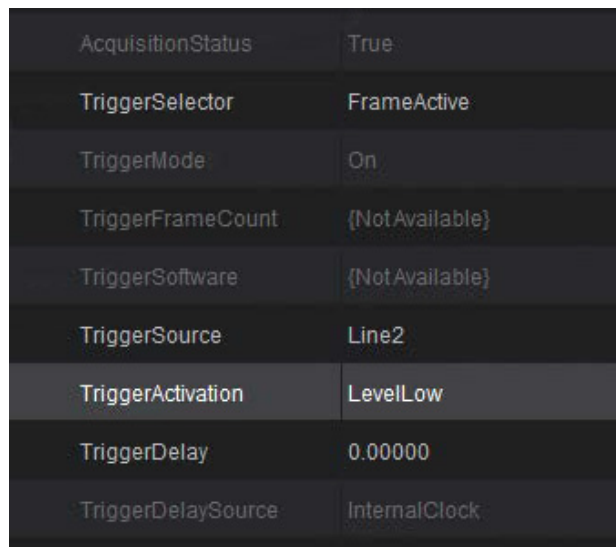 AcquisitionStatus True
TriggerSelector FrameActive
TriggerMode On
TriggerFrameCount {NotAvailable}
TriggerSoftware {NotAvailable}
TriggerSource Line2
TriggerActivation LevelLow
TriggerDelay 0.00000
TriggerDelaySource InternalClock